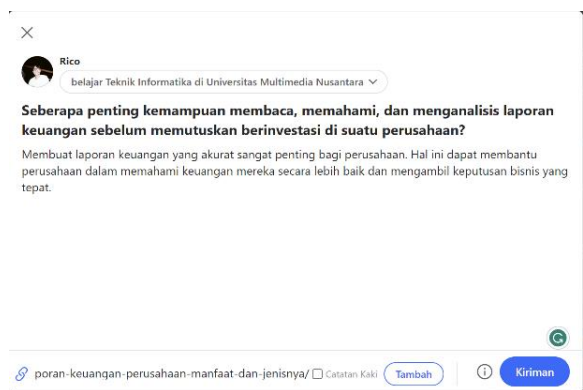 Rico
belajar Teknik Informatika di Universitas Multimedia Nusantara
Seberapa penting kemampuan membaca, memahami, dan menganalisis laporan
keuangan sebelum memutuskan berinvestasi di suatu perusahaan?
Membuat laporan keuangan yang akurat sangat penting bagi perusahaan. Hal ini dapat membantu
perusahaan dalam memahami keuangan mereka secara lebih baik dan mengambil keputusan bisnis yang
tepat.
poran-keuangan-perusahaan-manfaat-dan-jenisnya/ Catatan Kaki Tambah Kiriman